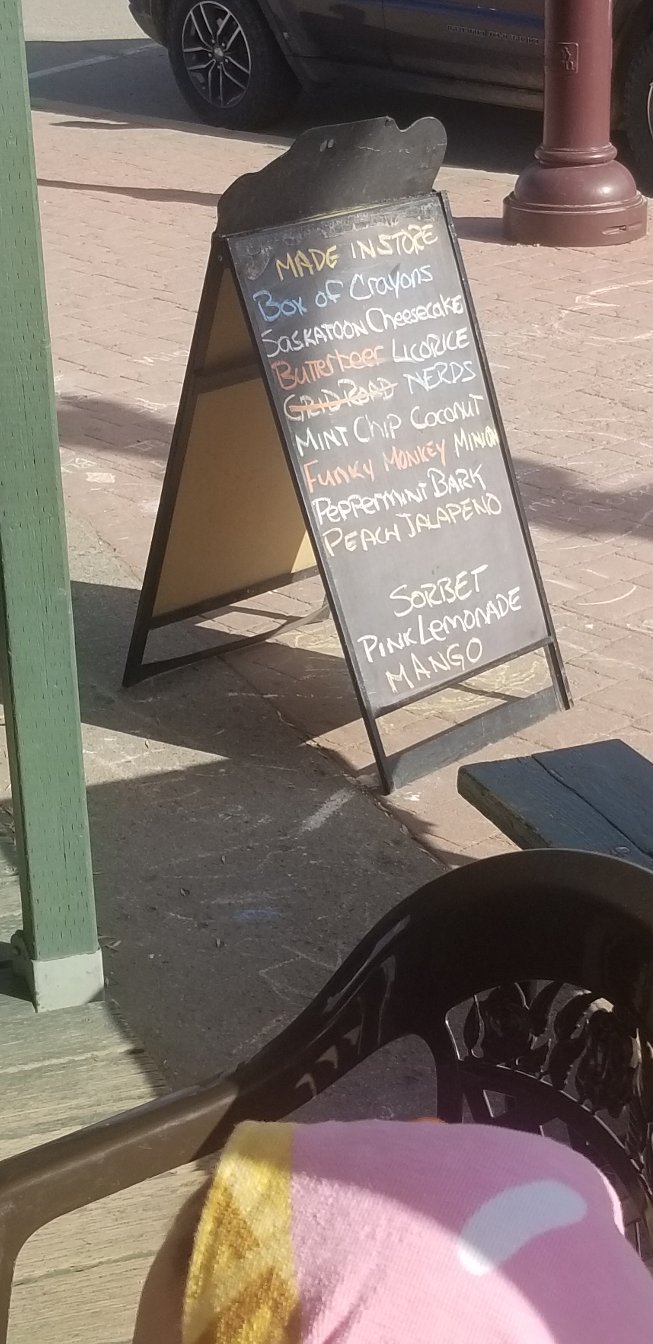 MADE IN STORE
Box of Crayons
SASKATOON Cheesecake
Butterbeer LICORICE
GRID ROAD NERDS
MINT Chip Coconut
FUNKY MONKEY MINION
Peppermint BARK
PEACH JALAPENO
SORBET
PINK LEMONADE
MANGO